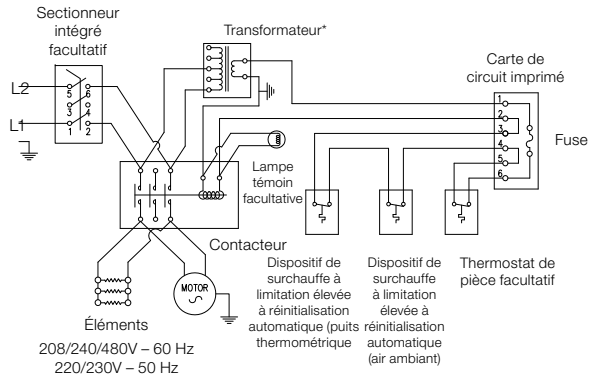 Sectionneur
intégré
facultatif
Transformateur*
Carte de
circuit imprimé
L2
L1
5 6
3 4
1 2
1
2
3
4
5
6
Fuse
Lampe
témoin
facultative
Contacteur
MOTOR
Éléments
208/240/480V – 60 Hz
220/230V – 50 Hz
Dispositif de
surchauffe à
limitation élevée
à réinitialisation
automatique (puits
thermométrique
Dispositif de
surchauffe
à limitation
élevée à
réinitialisation
automatique
(air ambiant)
Thermostat de
pièce facultatif